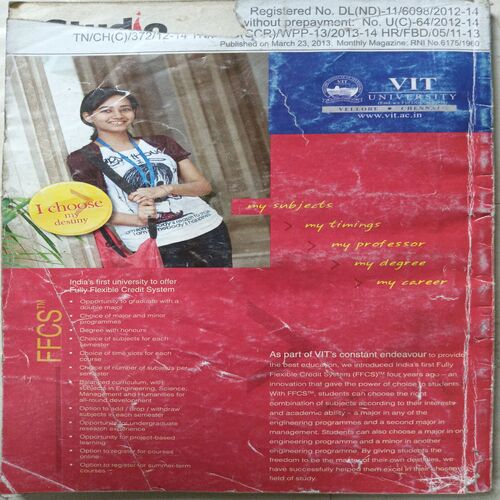 Studio
Registered No. DL(ND)-11/6098/2012-14
without prepayment: No. U(C)-64/2012-14
TN/CH(C)/372/12-14 (SCR)/WPP-13/2013-14 HR/FBD/05/11-13
Published on March 23, 2013. Monthly Magazine: RNI No.6175/1960
VIT
UNIVERSITY
VELLORE • CHENNAI
www.vit.ac.in
I choose
my
destiny
my subjects
my timings
my professor
my degree
my career
FFCS™
India's first university to offer
Fully Flexible Credit System
• Opportunity to graduate with a
double major
• Choice of major and minor
programmes
• Degree with honours
• Choice of subjects for each
semester
• Choice of time slots for each
course
• Choice of number of subjects per
semester
• Balanced curriculum, with
subjects in Engineering, Science,
Management and Humanities for
all-round development
• Option to add / drop / withdraw
subjects in each semester
• Opportunity for undergraduate
research experience
• Opportunity for project-based
learning
• Option to register for courses
online
• Option to register for summer-term
courses
As part of VIT's constant endeavour to provide
the best education, we introduced India's first Fully
Flexible Credit System (FFCS)™ four years ago – an
innovation that gave the power of choice to students.
With FFCS™, students can choose the right
combination of subjects according to their interests
and academic ability - a major in any of the
engineering programmes and a second major in
management. Students can also choose a major in one
engineering programme and a minor in another
engineering programme. By giving students the
freedom to be the masters of their own destinies, we
have successfully helped them excel in their chosen
field of study.